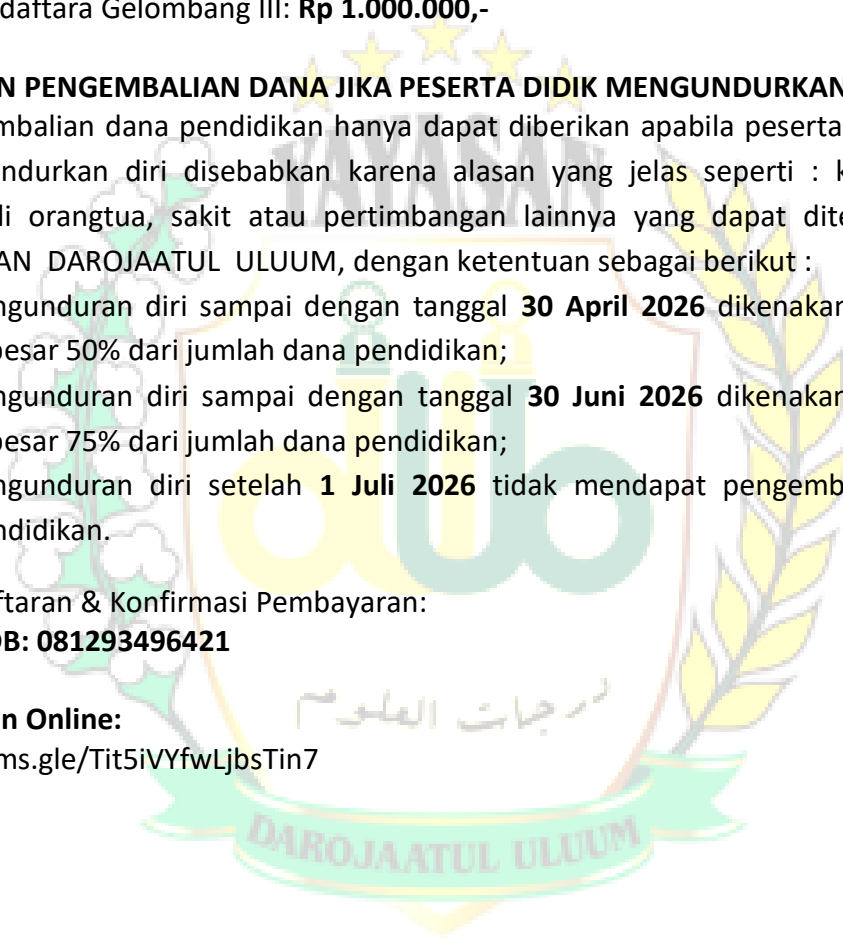 daftara Gelombang III: Rp 1.000.000,-
N PENGEMBALIAN DANA JIKA PESERTA DIDIK MENGUNDURKAN
mbalian dana pendidikan hanya dapat diberikan apabila peserta
undurkan diri disebabkan karena alasan yang jelas seperti : k
li orangtua, sakit atau pertimbangan lainnya yang dapat dite
AN DAROJAATUL ULUUM, dengan ketentuan sebagai berikut :
ngunduran diri sampai dengan tanggal 30 April 2026 dikenakan
besar 50% dari jumlah dana pendidikan;
ngunduran diri sampai dengan tanggal 30 Juni 2026 dikenakan
besar 75% dari jumlah dana pendidikan;
ngunduran diri setelah 1 Juli 2026 tidak mendapat pengemb
ndidikan.
ftaran & Konfirmasi Pembayaran:
DB: 081293496421
n Online:
ms.gle/Tit5iVYfwLjbsTin7
YAYASAN
dub
درجات العلوم
DAROJAATUL ULUUM